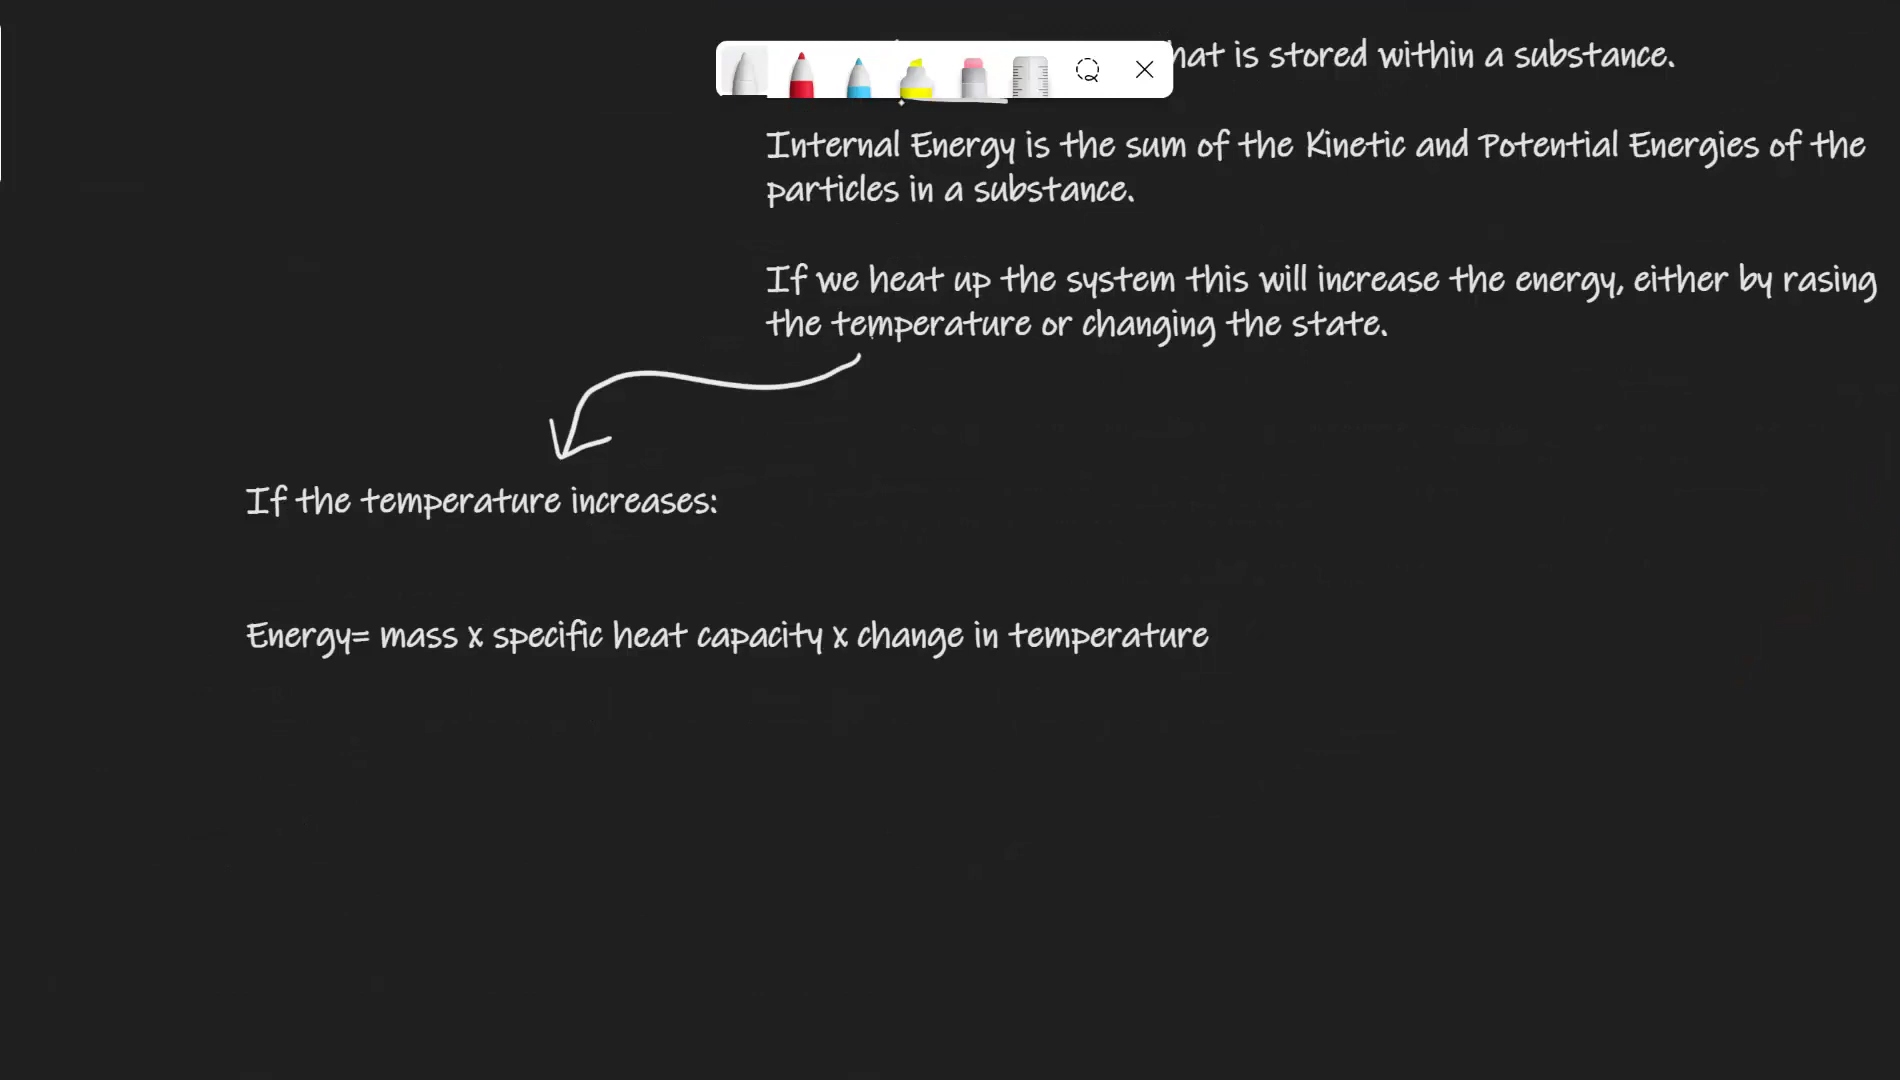 is stored within a substance.
Internal Energy is the sum of the Kinetic and Potential Energies of the
particles in a substance.
If we heat up the system this will increase the energy, either by rasing
the temperature or changing the state.
If the temperature increases:
Energy= mass x specific heat capacity x change in temperature